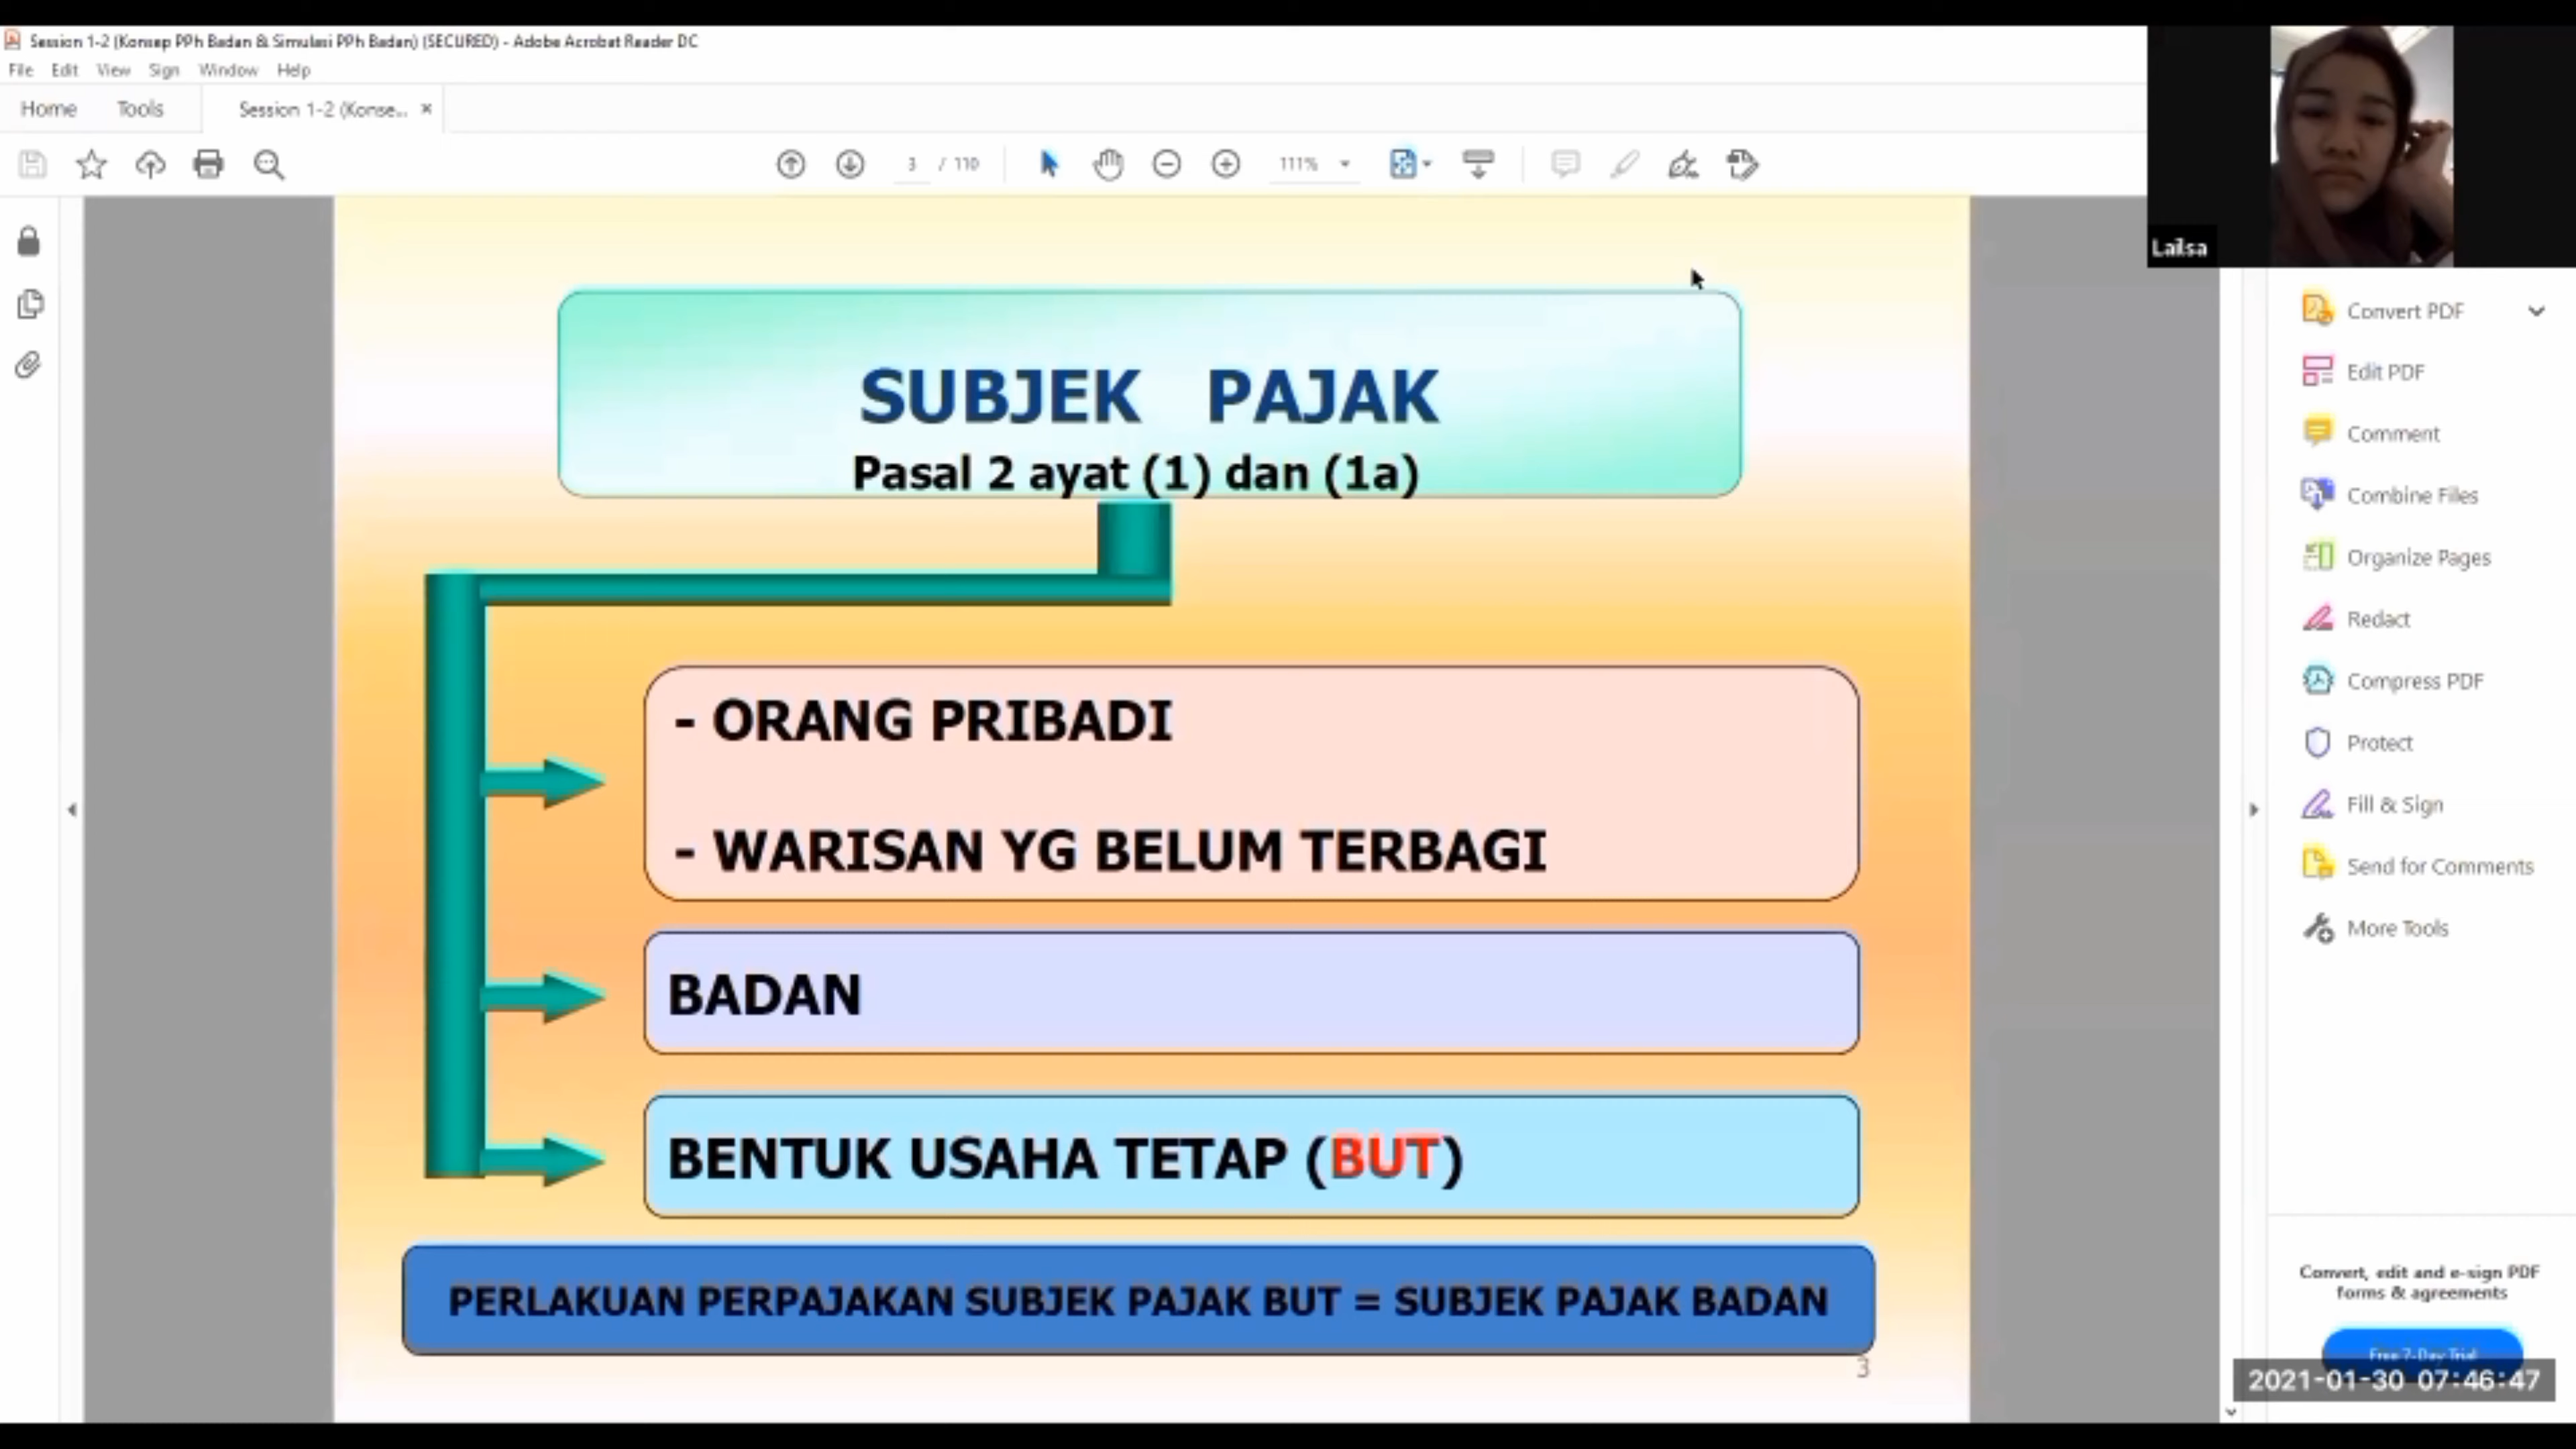 Session 1-2 (Konsep PPh Badan & Simulasi PPh Badan) (SECURED) - Adobe Acrobat Reader DC
File Edit View Sign Window Help
Home Tools Session 1-2 (Konse... ×
3 / 110 111%
Lailsa
SUBJEK PAJAK
Pasal 2 ayat (1) dan (1a)
- ORANG PRIBADI
- WARISAN YG BELUM TERBAGI
BADAN
BENTUK USAHA TETAP (BUT)
PERLAKUAN PERPAJAKAN SUBJEK PAJAK BUT = SUBJEK PAJAK BADAN
3
Convert PDF
Edit PDF
Comment
Combine Files
Organize Pages
Redact
Compress PDF
Protect
Fill & Sign
Send for Comments
More Tools
Convert, edit and e-sign PDF
forms & agreements
Free 7-Day Trial
2021-01-30 07:46:47